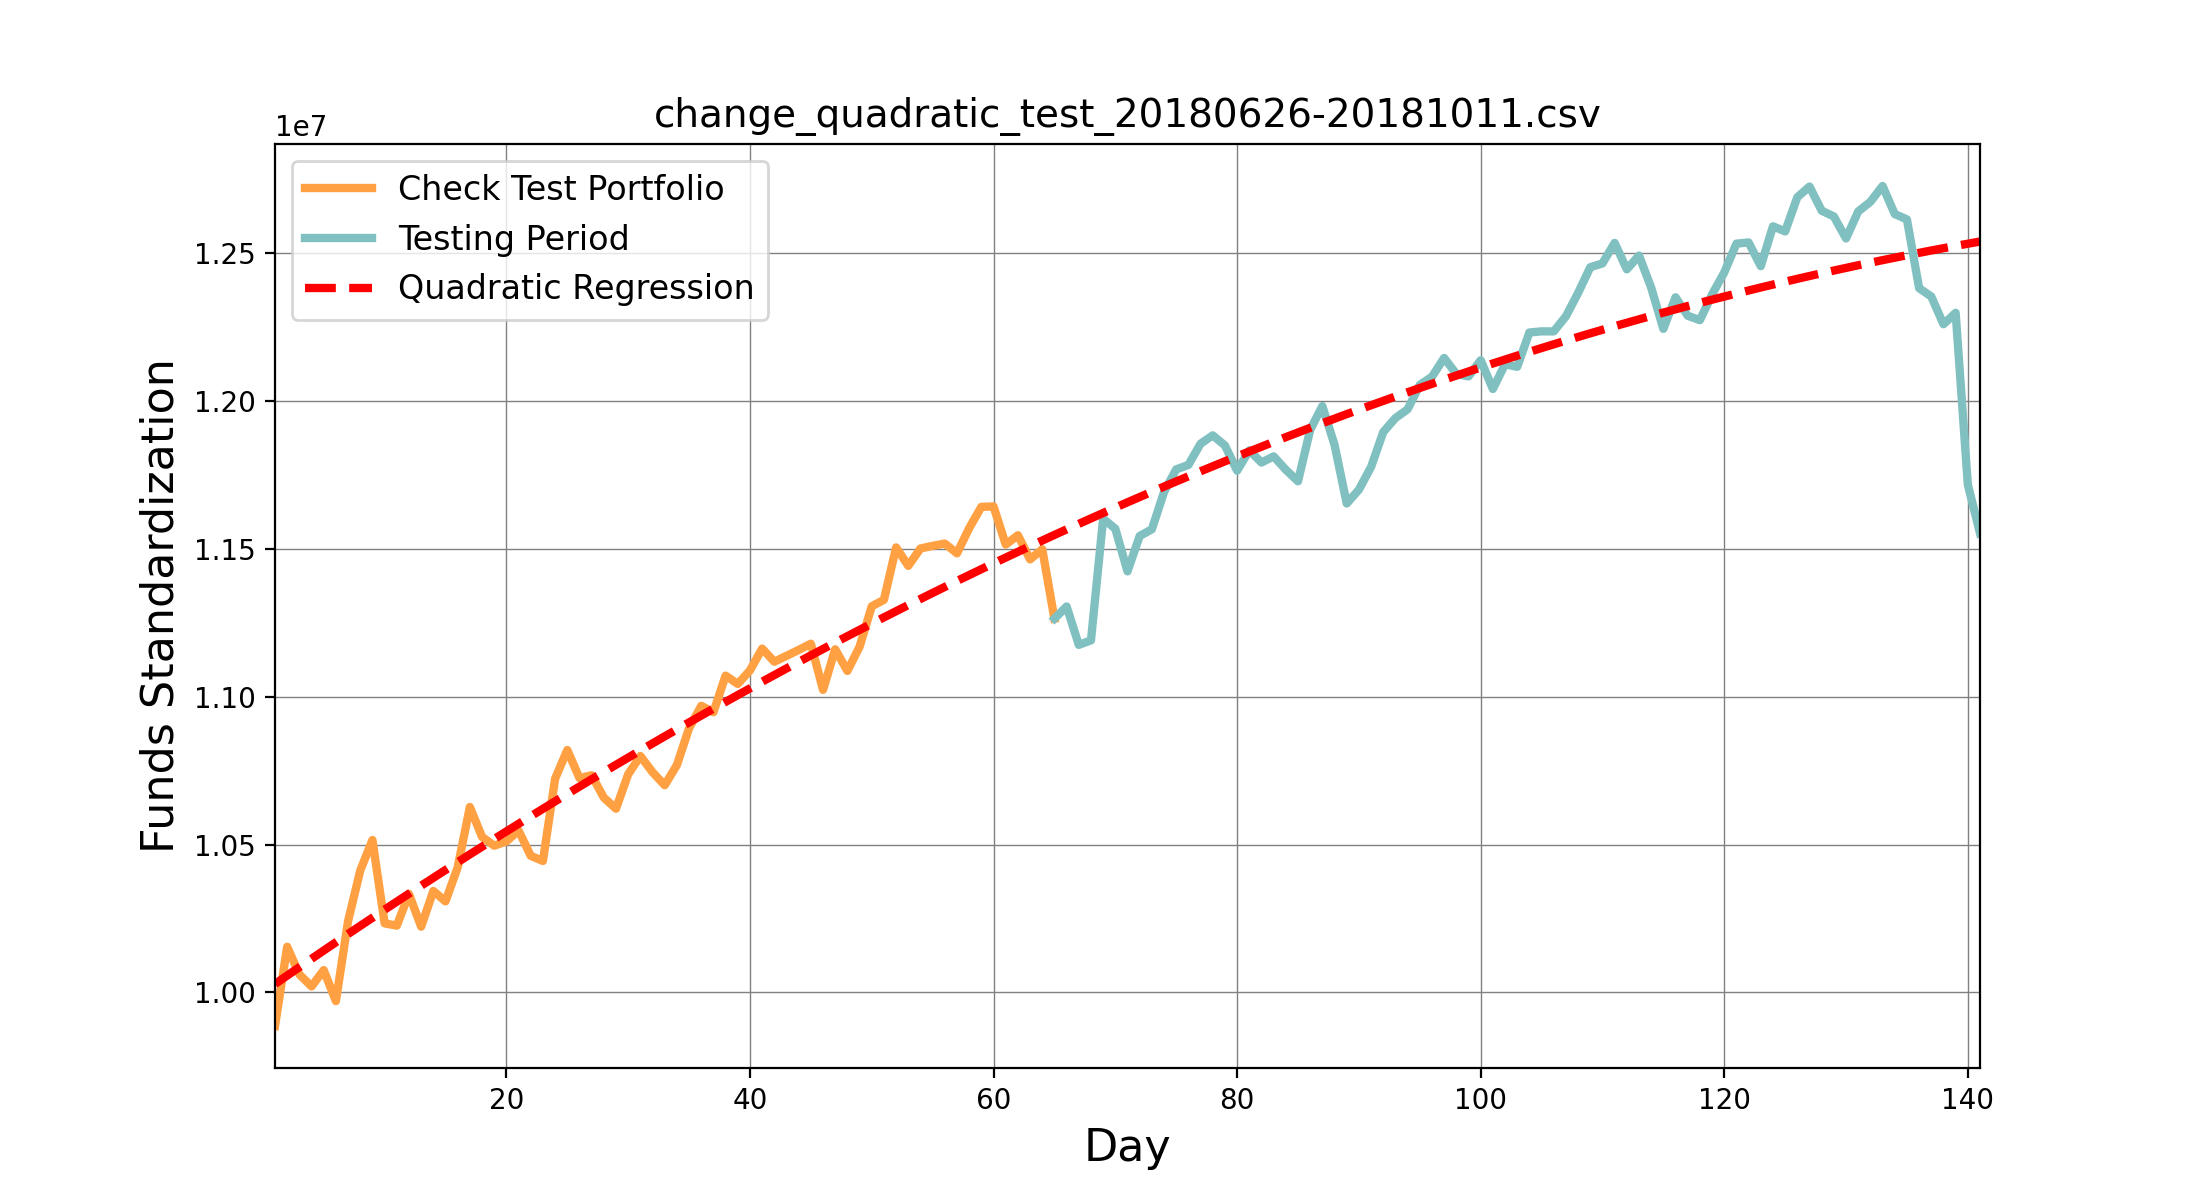 change_quadratic_test_20180626-20181011.csv
1e7
Check Test Portfolio
Testing Period
Quadratic Regression
Funds Standardization
1.25
1.20
1.15
1.10
1.05
1.00
20 40 60 80 100 120 140
Day